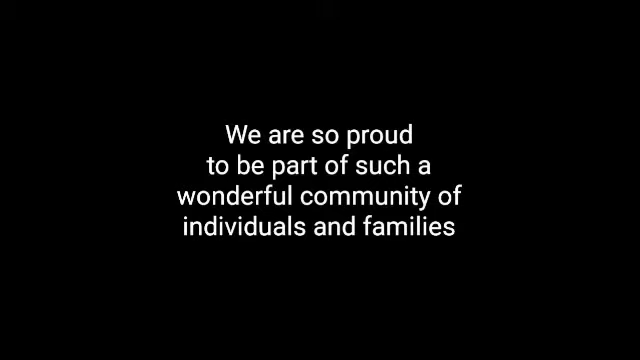 We are so proud
to be part of such a
wonderful community of
individuals and families